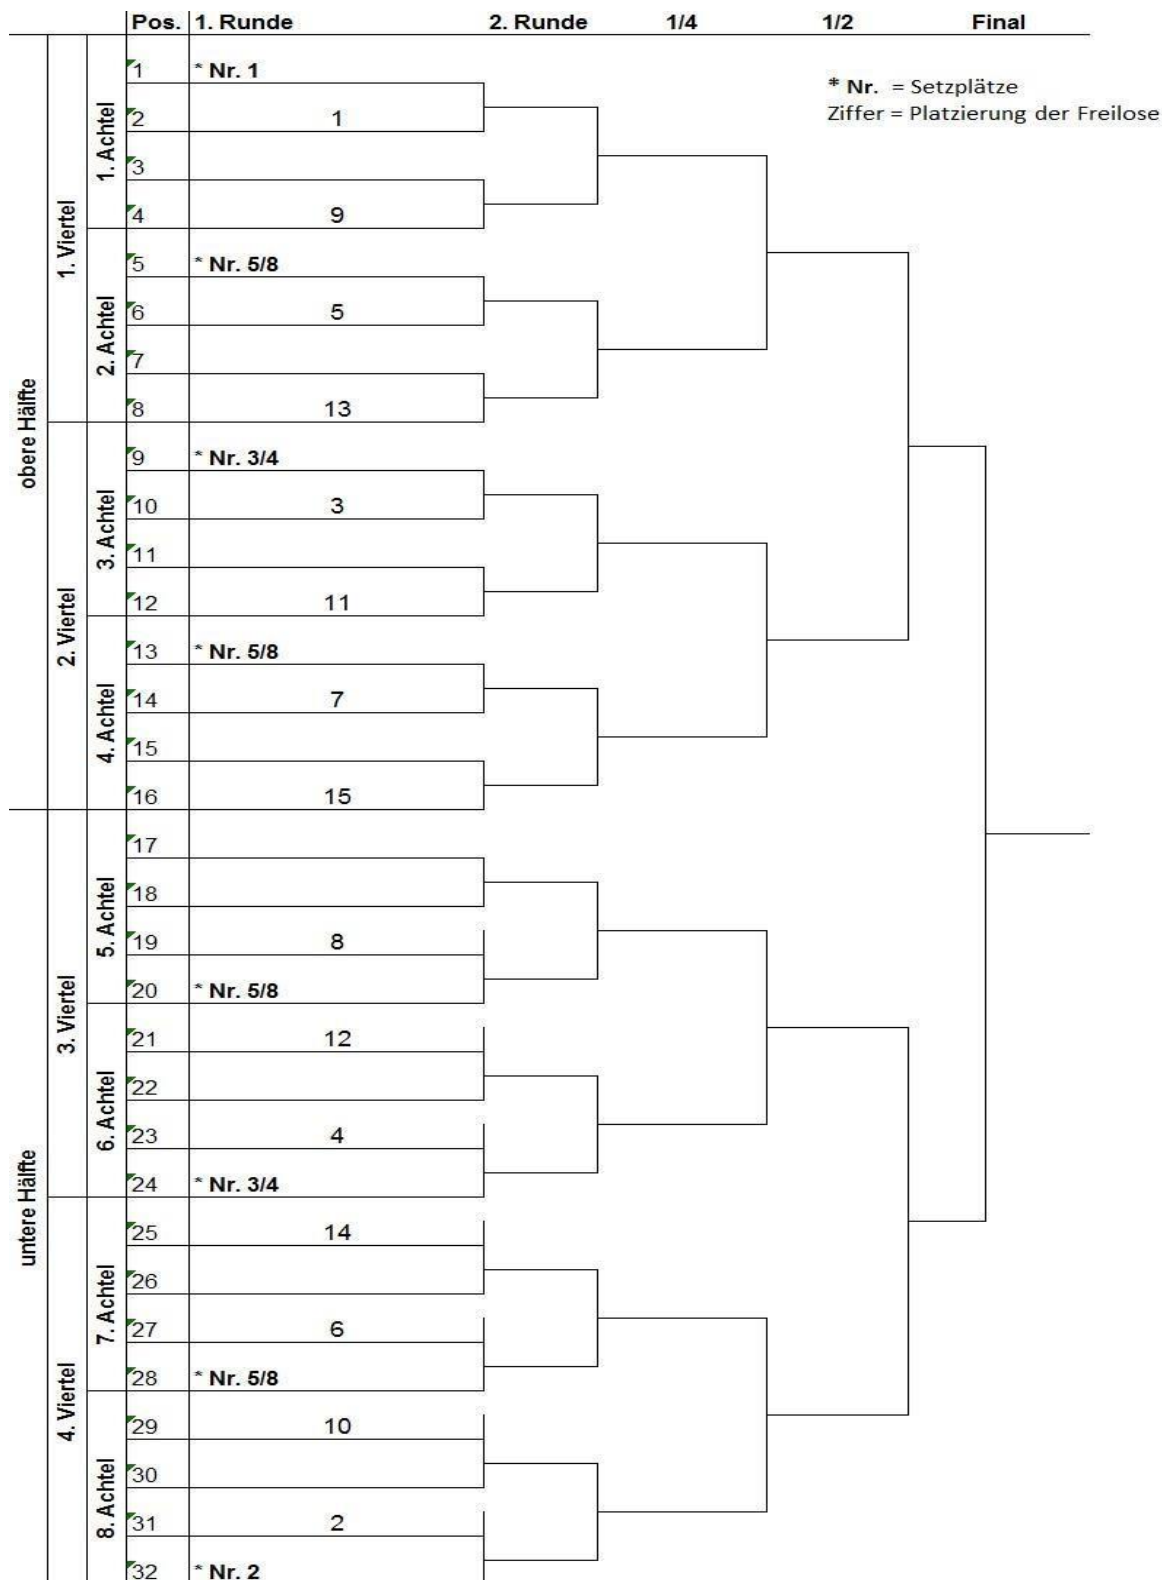 Pos. 1. Runde 2. Runde 1/4 1/2 Final
* Nr. = Setzplätze
Ziffer = Platzierung der Freilose
obere Hälfte
1. Viertel
1. Achtel
1 * Nr. 1
2 1
3
4 9
2. Achtel
5 * Nr. 5/8
6 5
7
8 13
2. Viertel
3. Achtel
9 * Nr. 3/4
10 3
11
12 11
4. Achtel
13 * Nr. 5/8
14 7
15
16 15
untere Hälfte
3. Viertel
5. Achtel
17
18
19 8
20 * Nr. 5/8
6. Achtel
21 12
22
23 4
24 * Nr. 3/4
4. Viertel
7. Achtel
25 14
26
27 6
28 * Nr. 5/8
8. Achtel
29 10
30
31 2
32 * Nr. 2